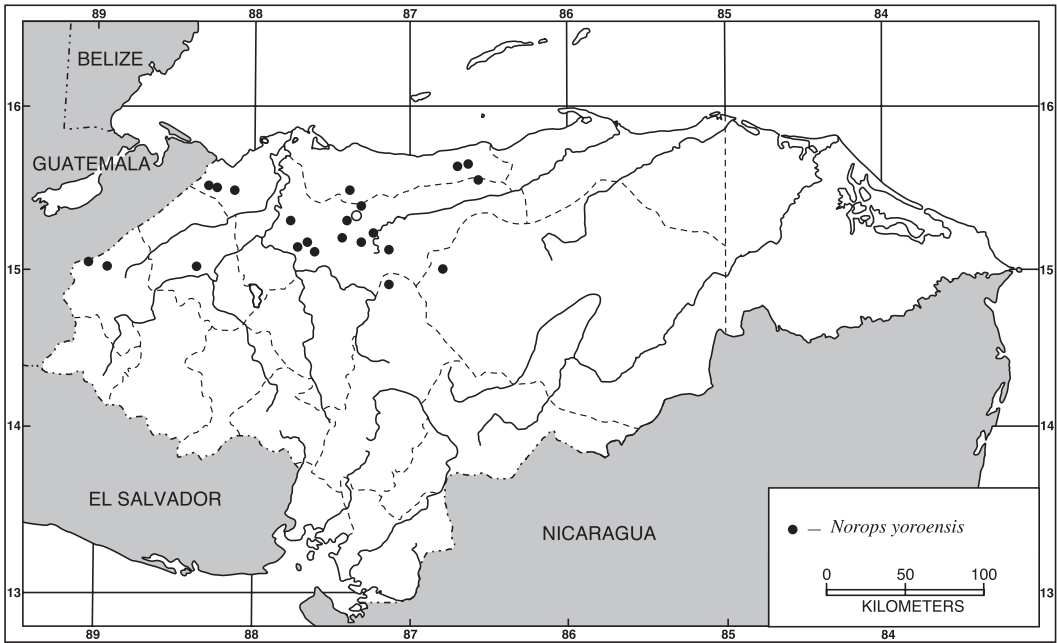 89 88 87 86 85 84
BELIZE
16 16
GUATEMALA
15 15
14 14
EL SALVADOR
NICARAGUA
— Norops yoroensis
0 50 100
KILOMETERS
13 13
89 88 87 86 85 84